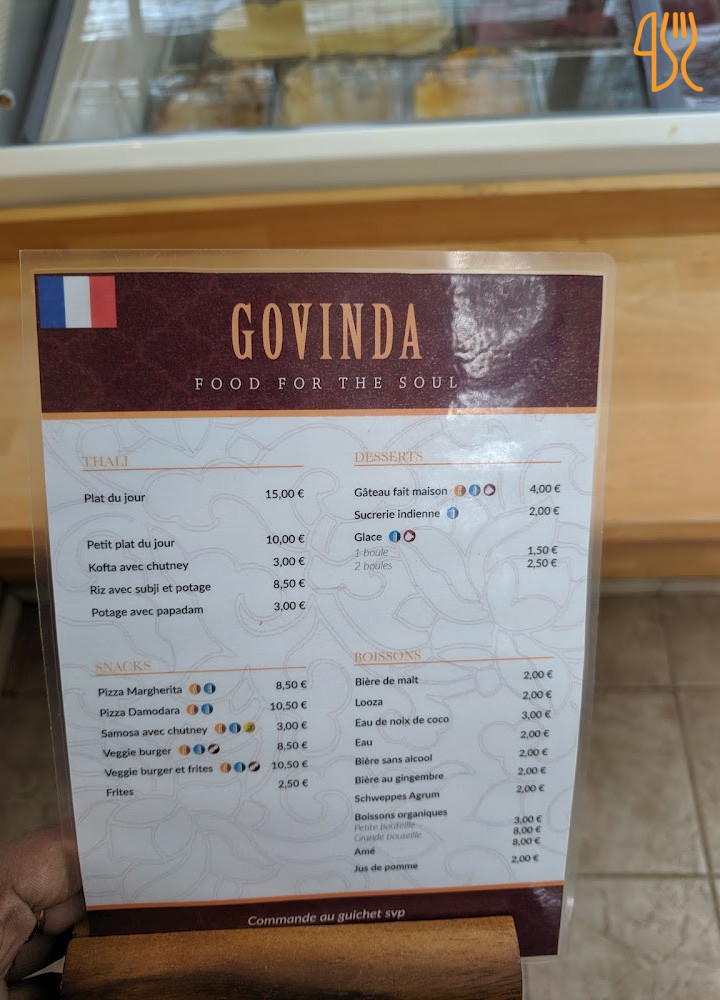 GOVINDA
FOOD FOR THE SOUL
THALI
Plat du jour 15,00 €
Petit plat du jour 10,00 €
Kofta avec chutney 3,00 €
Riz avec subji et potage 8,50 €
Potage avec papadam 3,00 €
SNACKS
Pizza Margherita 8,50 €
Pizza Damodara 10,50 €
Samosa avec chutney 3,00 €
Veggie burger 8,50 €
Veggie burger et frites 10,50 €
Frites 2,50 €
DESSERTS
Gâteau fait maison 4,00 €
Sucrerie indienne 2,00 €
Glace
1 boule 1,50 €
2 boules 2,50 €
BOISSONS
Bière de malt 2,00 €
Looza 2,00 €
Eau de noix de coco 3,00 €
Eau 2,00 €
Bière sans alcool 2,00 €
Bière au gingembre 2,00 €
Schweppes Agrum 2,00 €
Boissons organiques
Petite bouteille 3,00 €
Grande bouteille 8,00 €
Amé 8,00 €
Jus de pomme 2,00 €
Commande au guichet svp